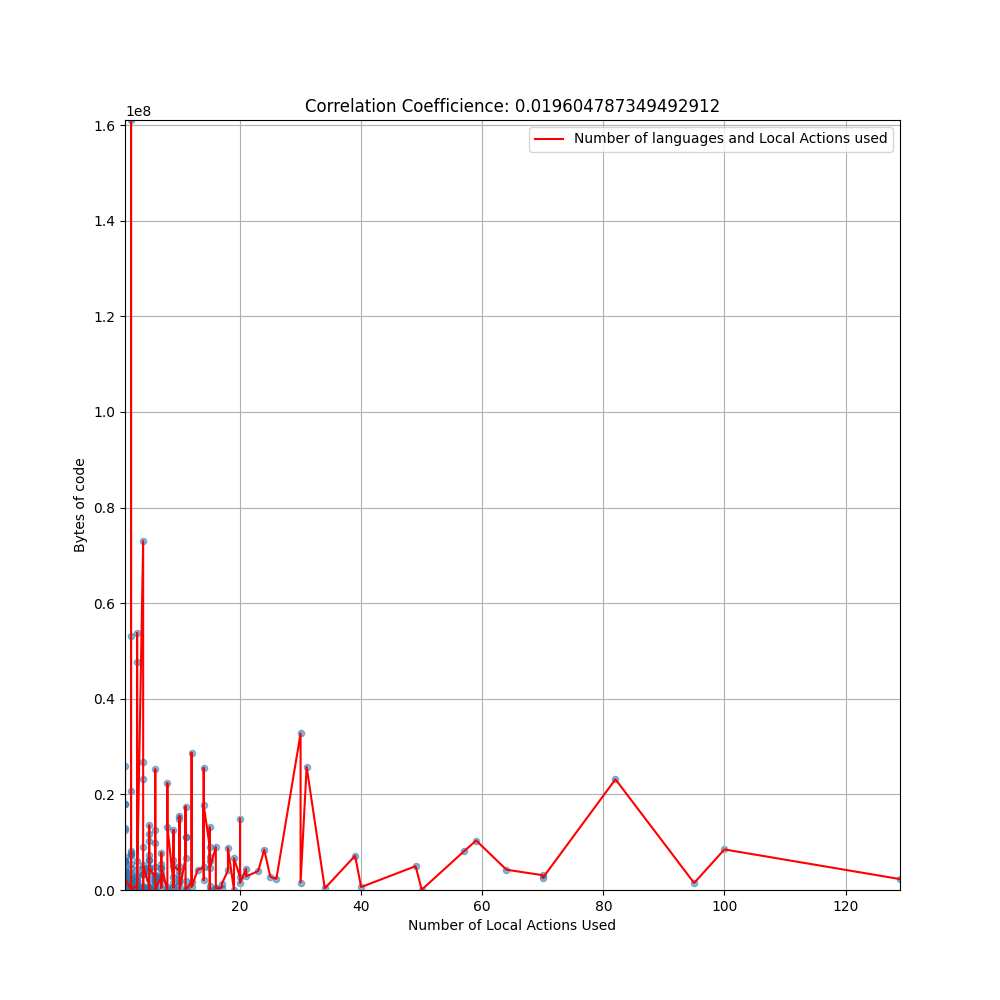 Correlation Coefficience: 0.019604787349492912
1e8
Number of languages and Local Actions used
1.6
1.4
1.2
1.0
0.8
0.6
0.4
0.2
0.0
Bytes of code
20 40 60 80 100 120
Number of Local Actions Used